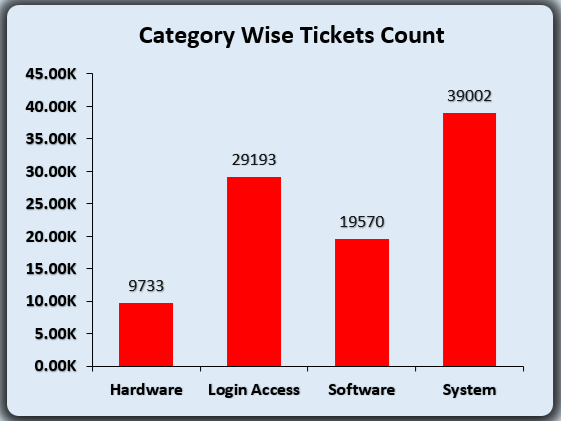 Category Wise Tickets Count
45.00K
40.00K
35.00K
30.00K
25.00K
20.00K
15.00K
10.00K
5.00K
0.00K
9733
29193
19570
39002
Hardware
Login Access
Software
System